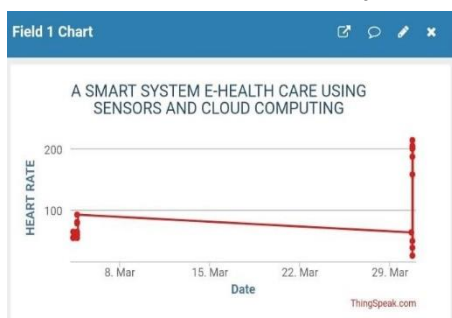 Field 1 Chart
A SMART SYSTEM E-HEALTH CARE USING
SENSORS AND CLOUD COMPUTING
HEART RATE
200
100
8. Mar 15. Mar 22. Mar 29. Mar
Date
ThingSpeak.com